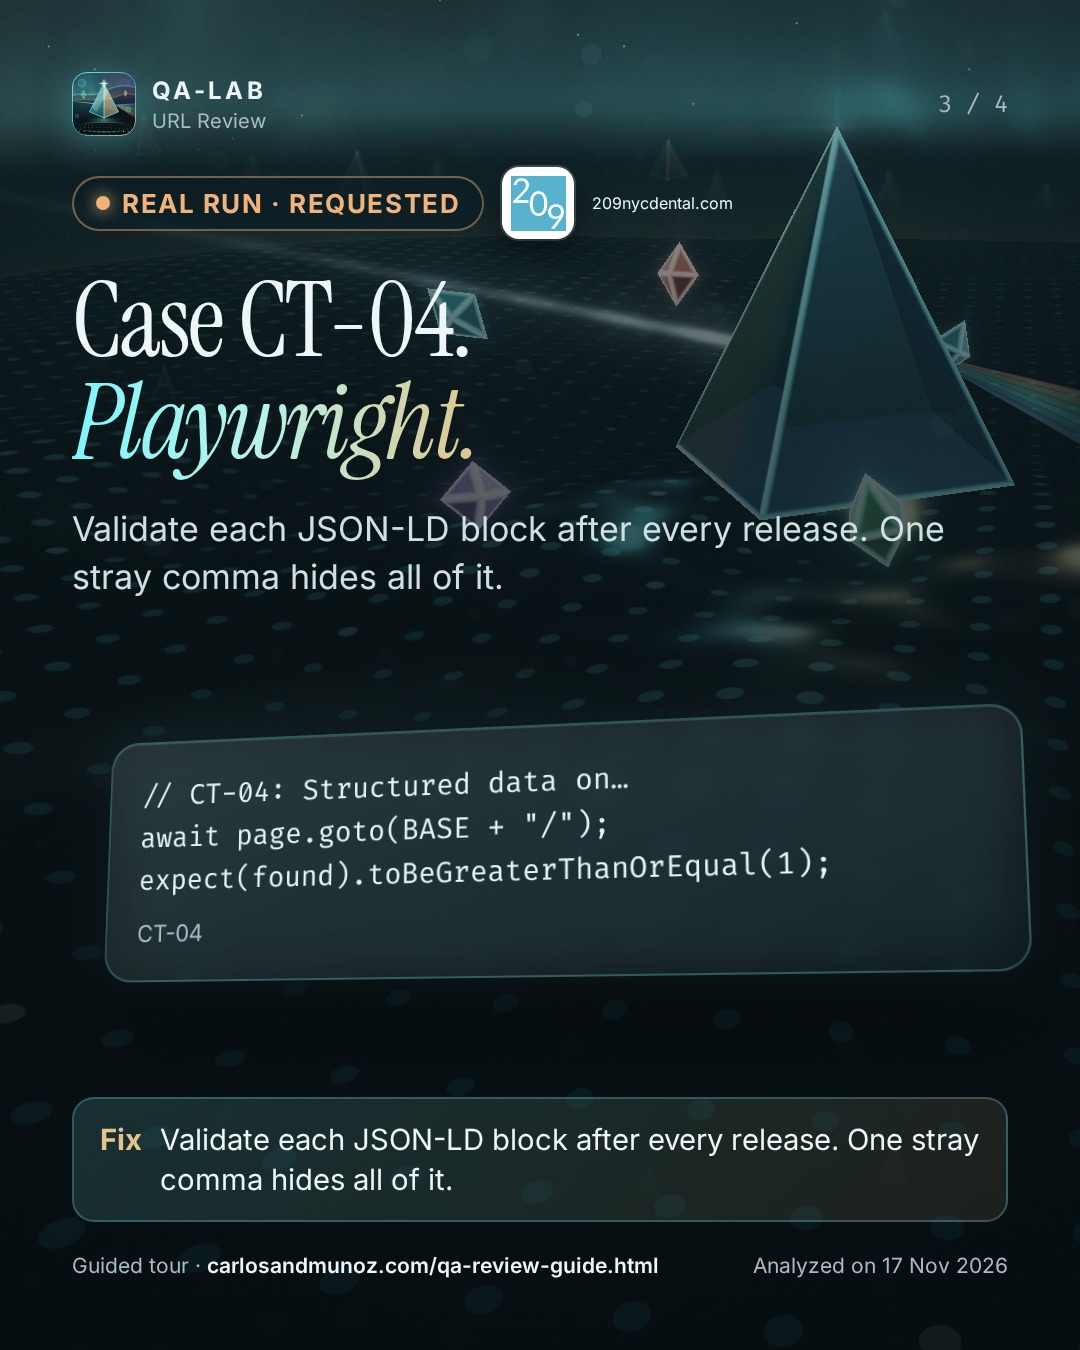 QA-LAB
URL Review
3 / 4
REAL RUN · REQUESTED
209
209nycdental.com
Case CT-04.
Playwright.
Validate each JSON-LD block after every release. One
stray comma hides all of it.
// CT-04: Structured data on…
await page.goto(BASE + "/");
expect(found).toBeGreaterThanOrEqual(1);
CT-04
Fix Validate each JSON-LD block after every release. One stray
comma hides all of it.
Guided tour · carlosandmunoz.com/qa-review-guide.html
Analyzed on 17 Nov 2026